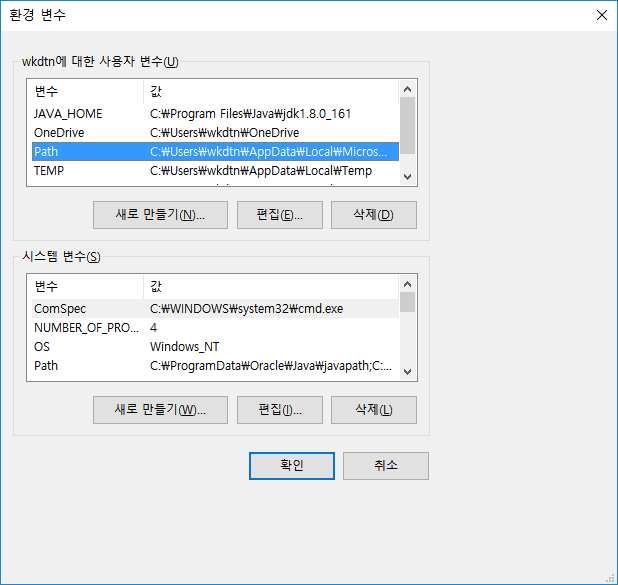 환경 변수
wkdtn에 대한 사용자 변수(U)
변수 값
JAVA_HOME C:₩Program Files₩Java₩jdk1.8.0_161
OneDrive C:₩Users₩wkdtn₩OneDrive
Path C:₩Users₩wkdtn₩AppData₩Local₩Micros...
TEMP C:₩Users₩wkdtn₩AppData₩Local₩Temp
새로 만들기(N)... 편집(E)... 삭제(D)
시스템 변수(S)
변수 값
ComSpec C:₩WINDOWS₩system32₩cmd.exe
NUMBER_OF_PRO... 4
OS Windows_NT
Path C:₩ProgramData₩Oracle₩Java₩javapath;C:...
새로 만들기(W)... 편집(I)... 삭제(L)
확인 취소